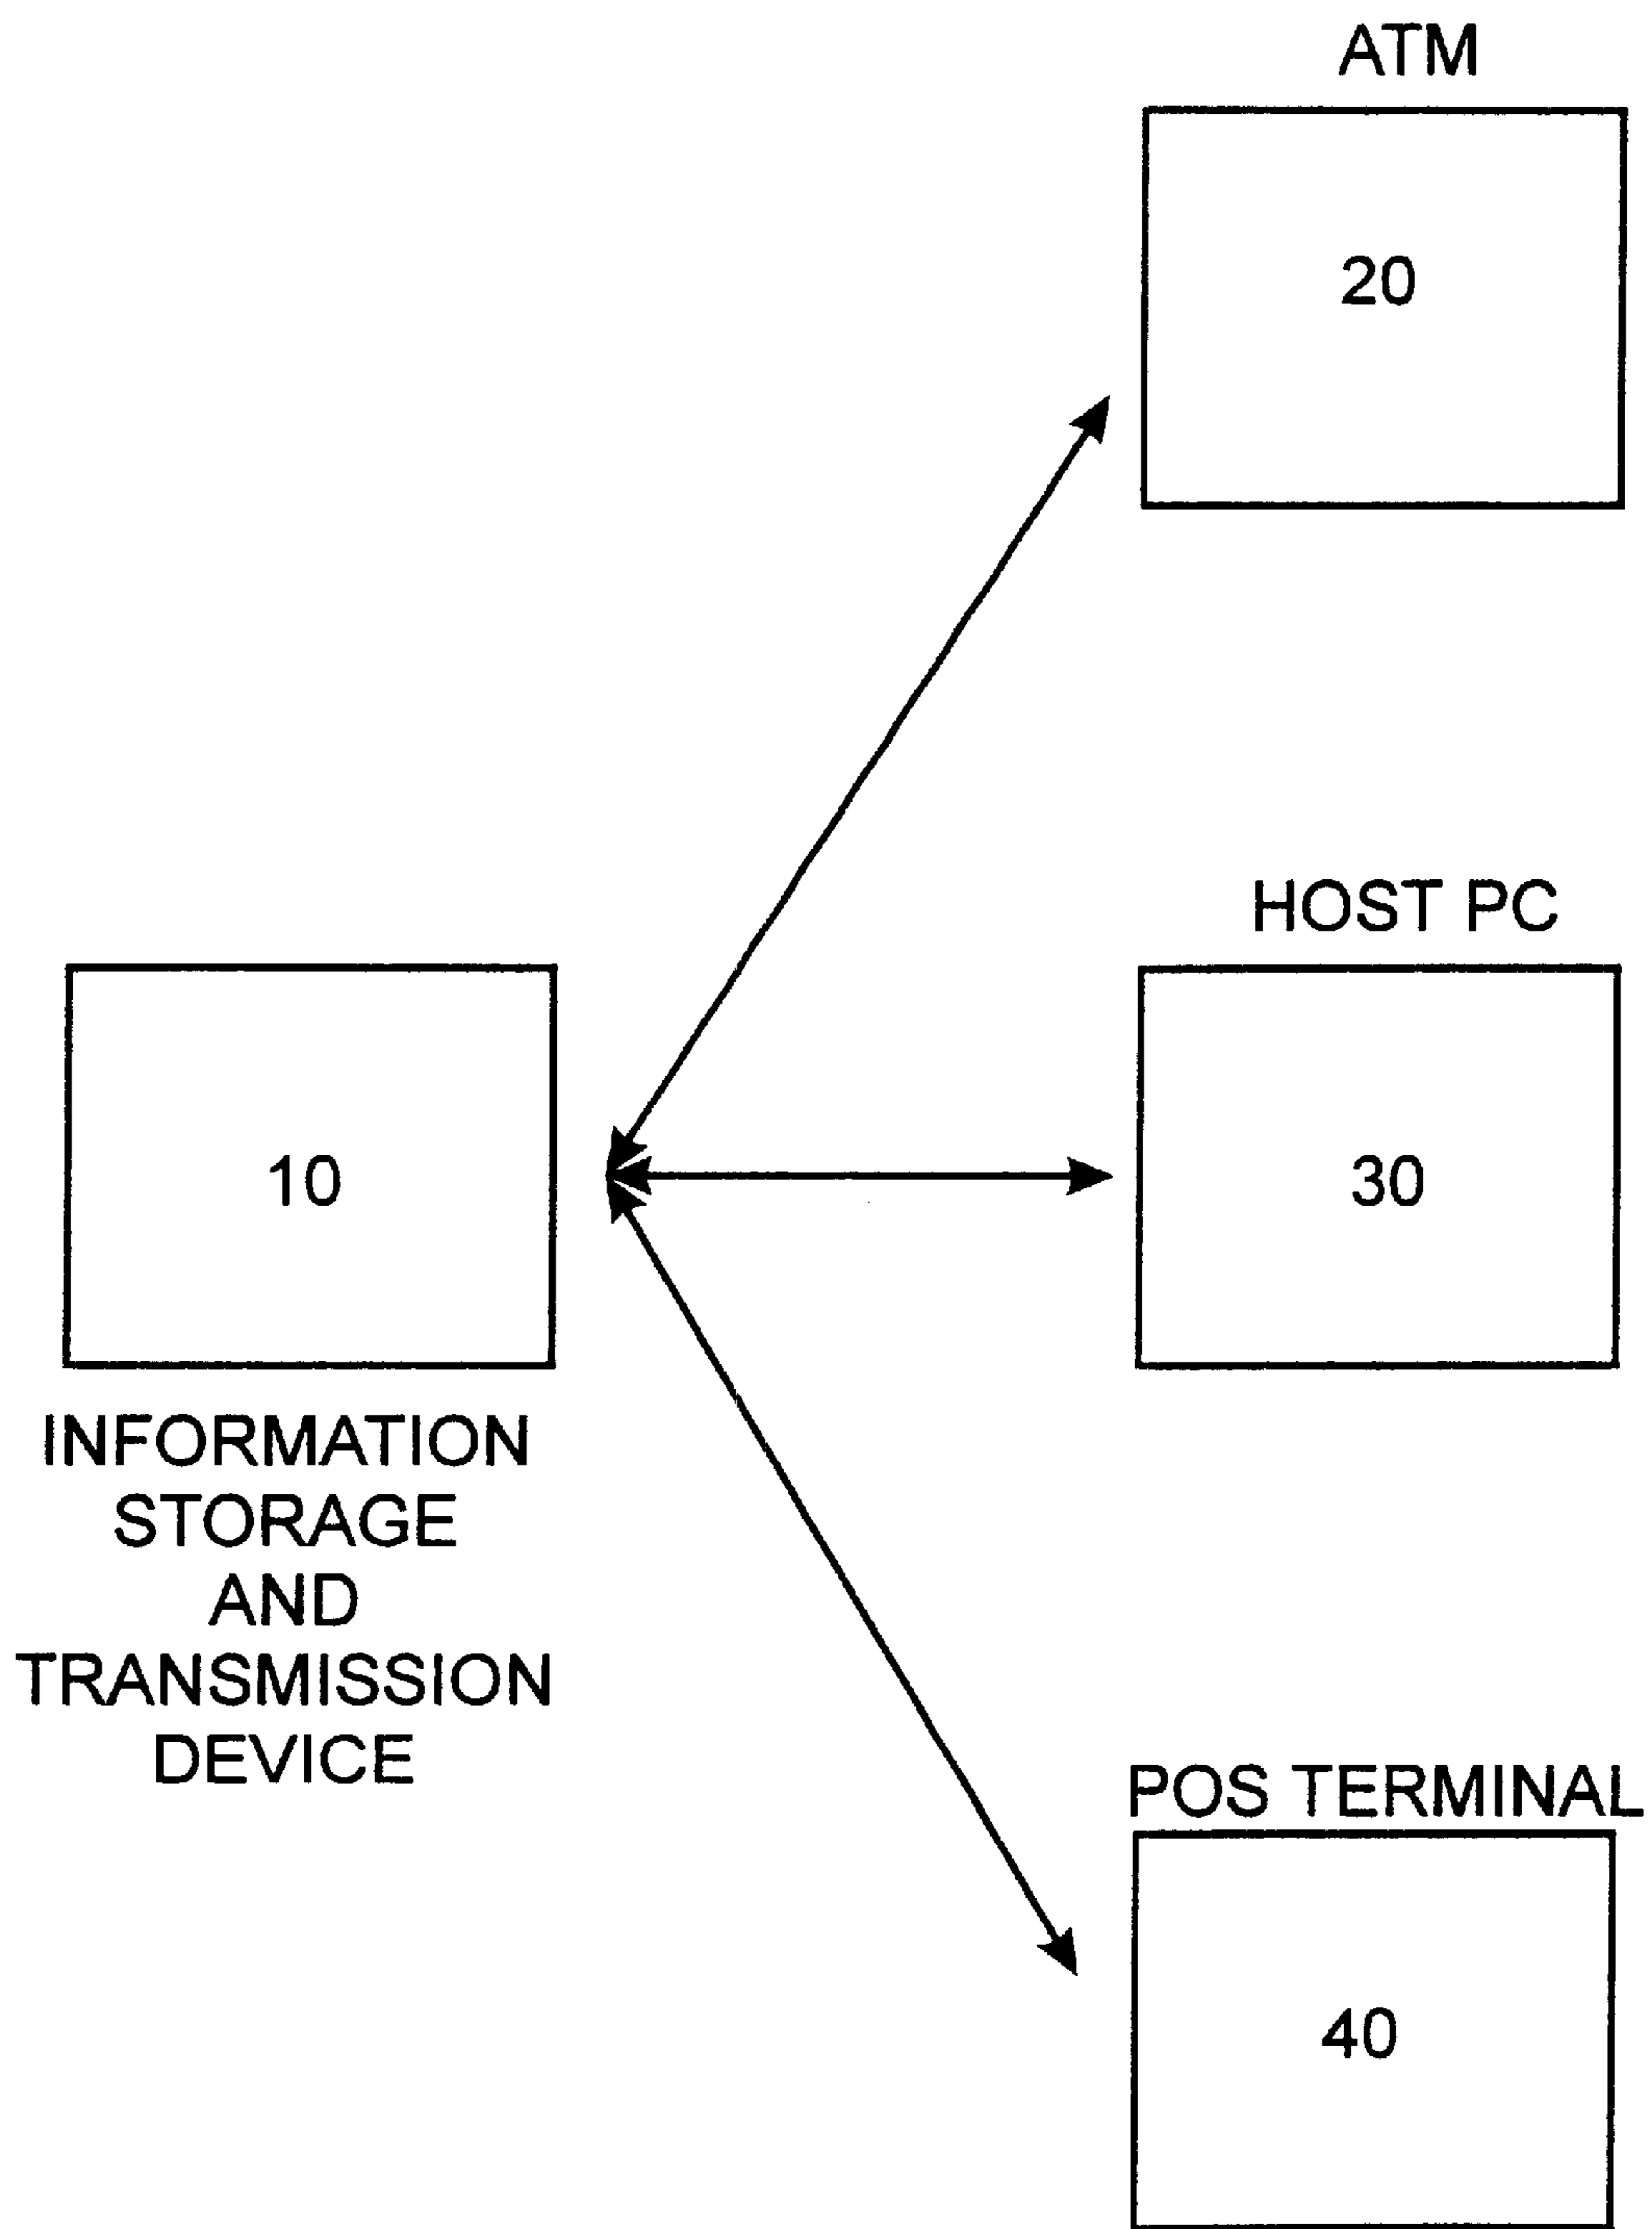 ATM
20
HOST PC
30
10
INFORMATION
STORAGE
AND
TRANSMISSION
DEVICE
POS TERMINAL
40